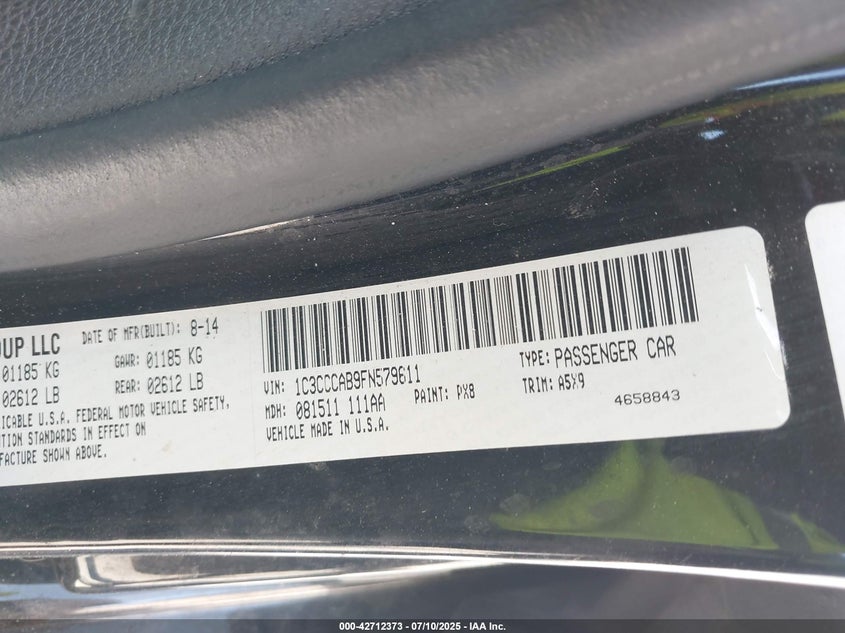 OUP LLC
DATE OF MFR(BUILT): 8-14
01185 KG
GAWR: 01185 KG
02612 LB
REAR: 02612 LB
ICABLE U.S.A. FEDERAL MOTOR VEHICLE SAFETY,
TION STANDARDS IN EFFECT ON
UFACTURE SHOWN ABOVE.
VIN: 1C3CCCAB9FN579611
TYPE: PASSENGER CAR
MDH: 081511 111AA
PAINT: PX8
TRIM: A5X9
VEHICLE MADE IN U.S.A.
4658843
000-42712373 - 07/10/2025 - IAA Inc.